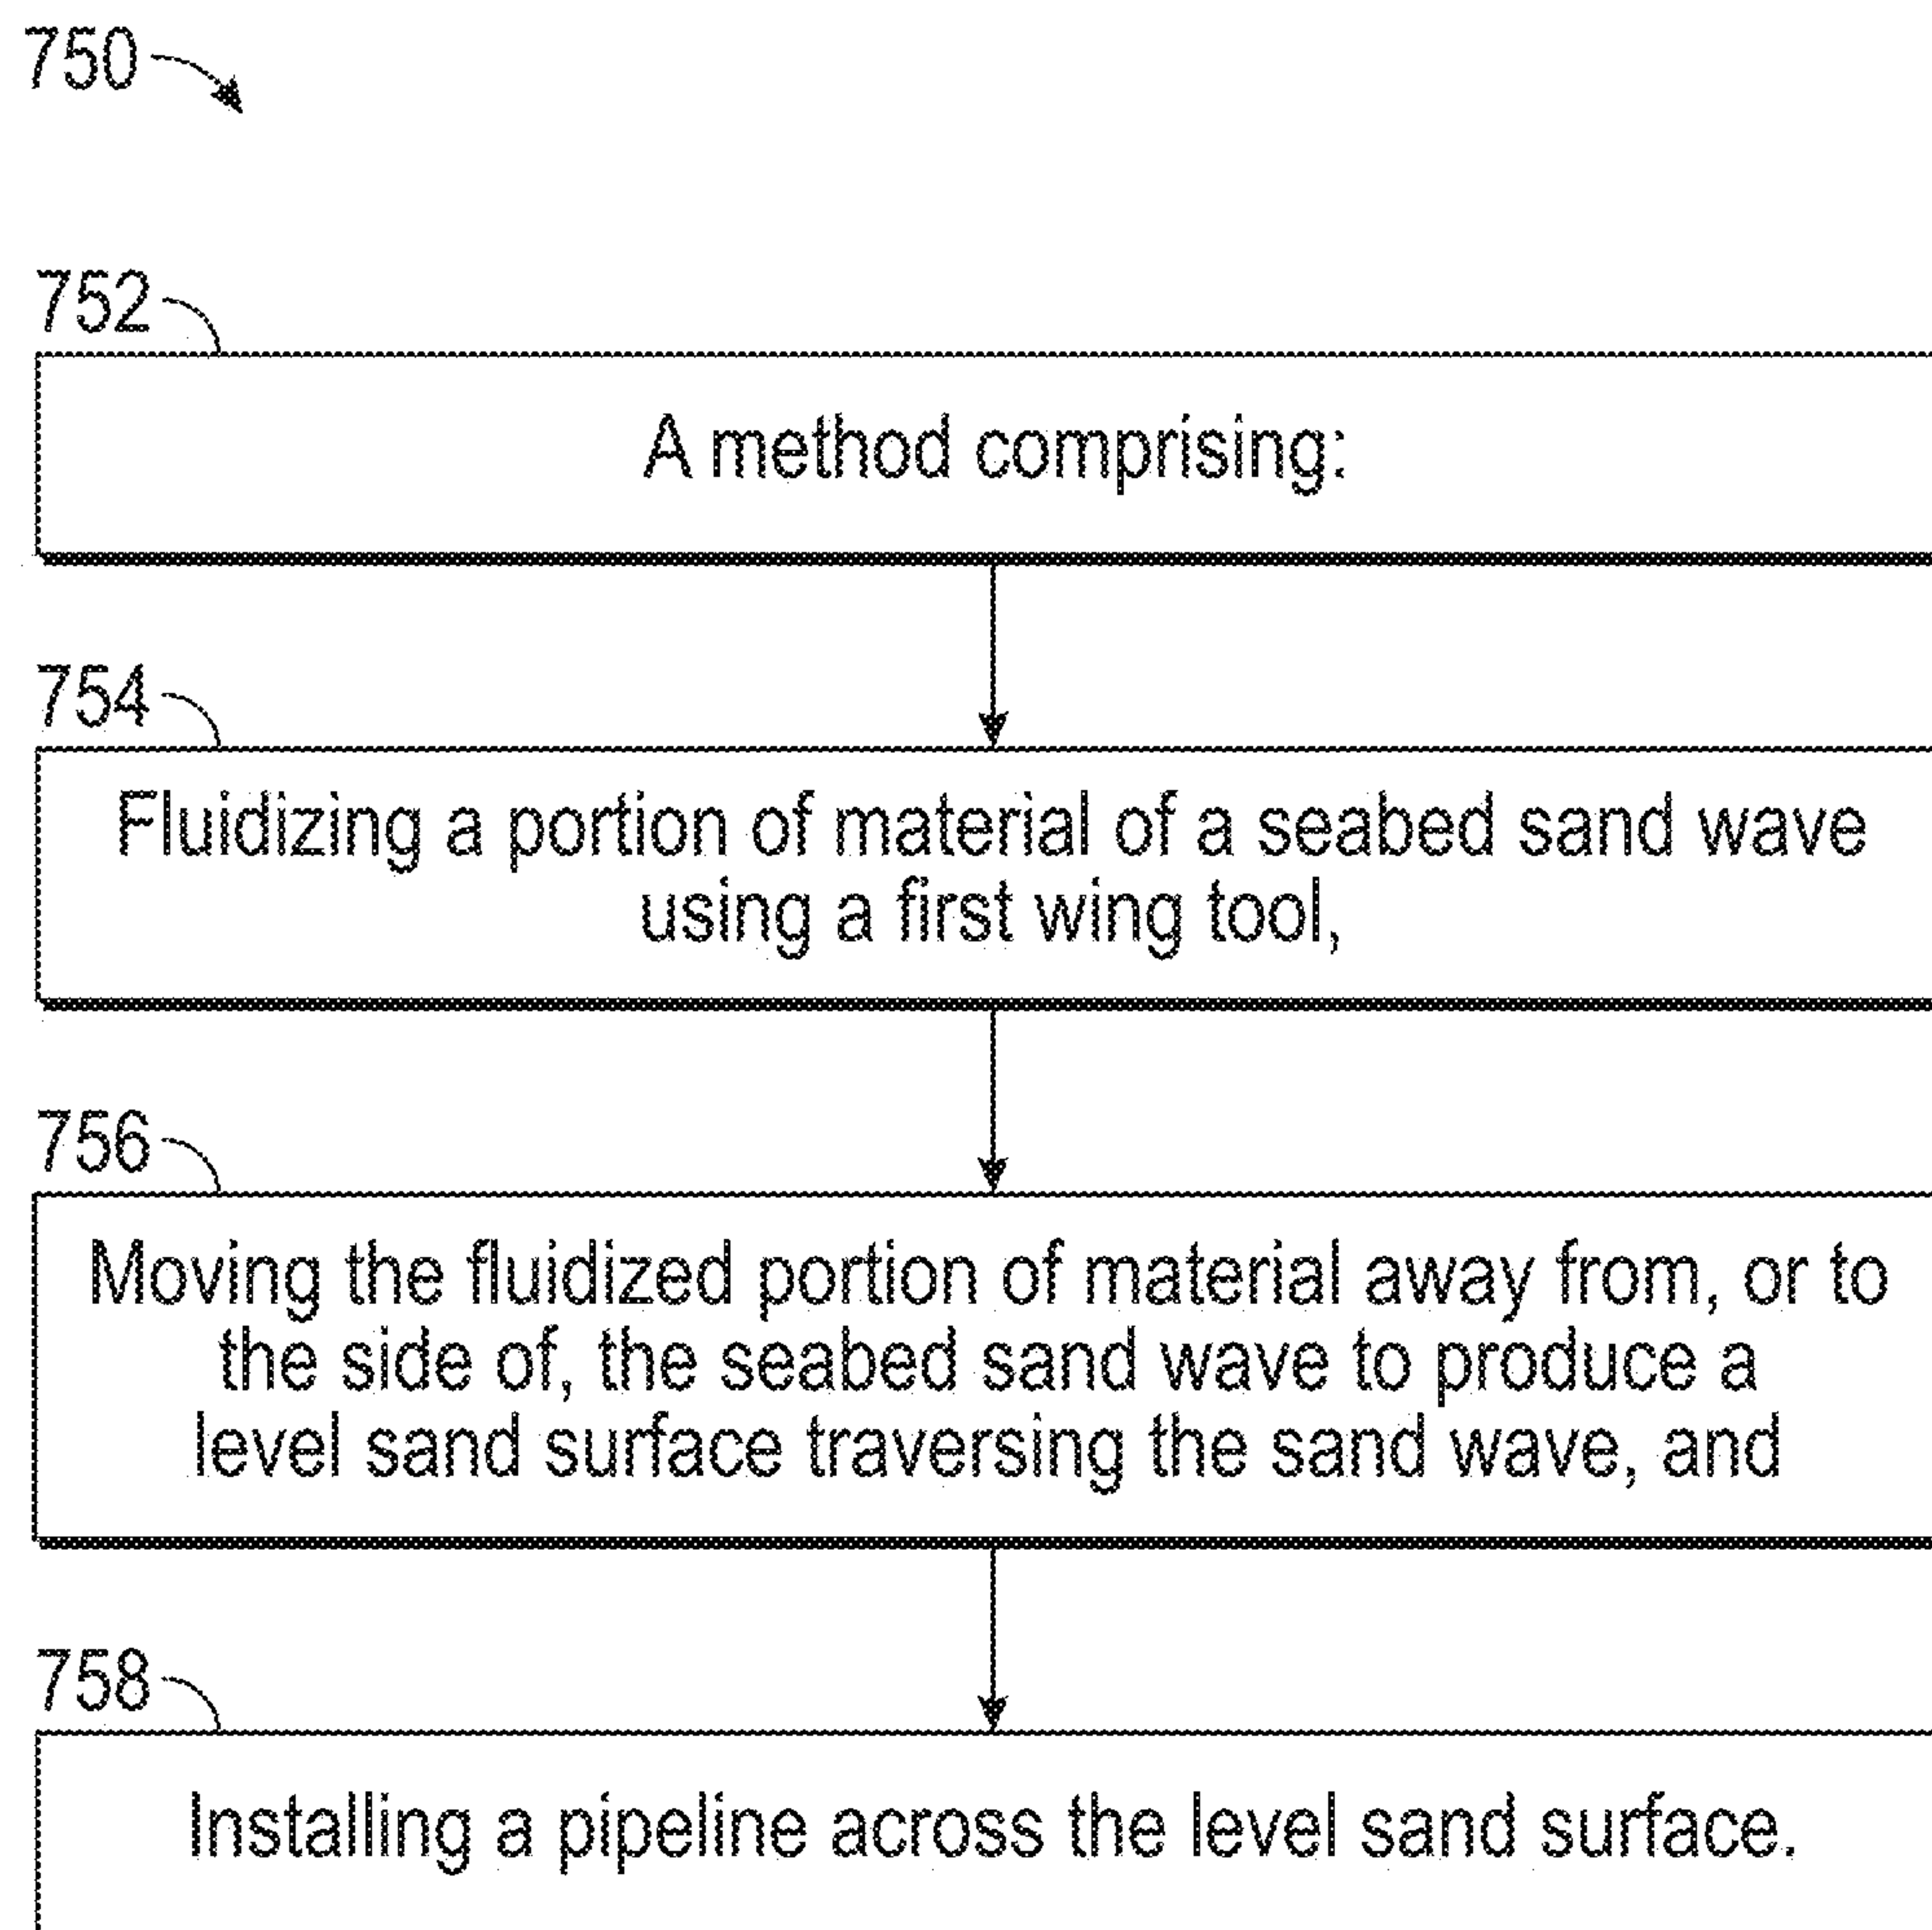 750
752
A method comprising:
754
Fluidizing a portion of material of a seabed sand wave
using a first wing tool,
756
Moving the fluidized portion of material away from, or to
the side of, the seabed sand wave to produce a
level sand surface traversing the sand wave, and
758
Installing a pipeline across the level sand surface.